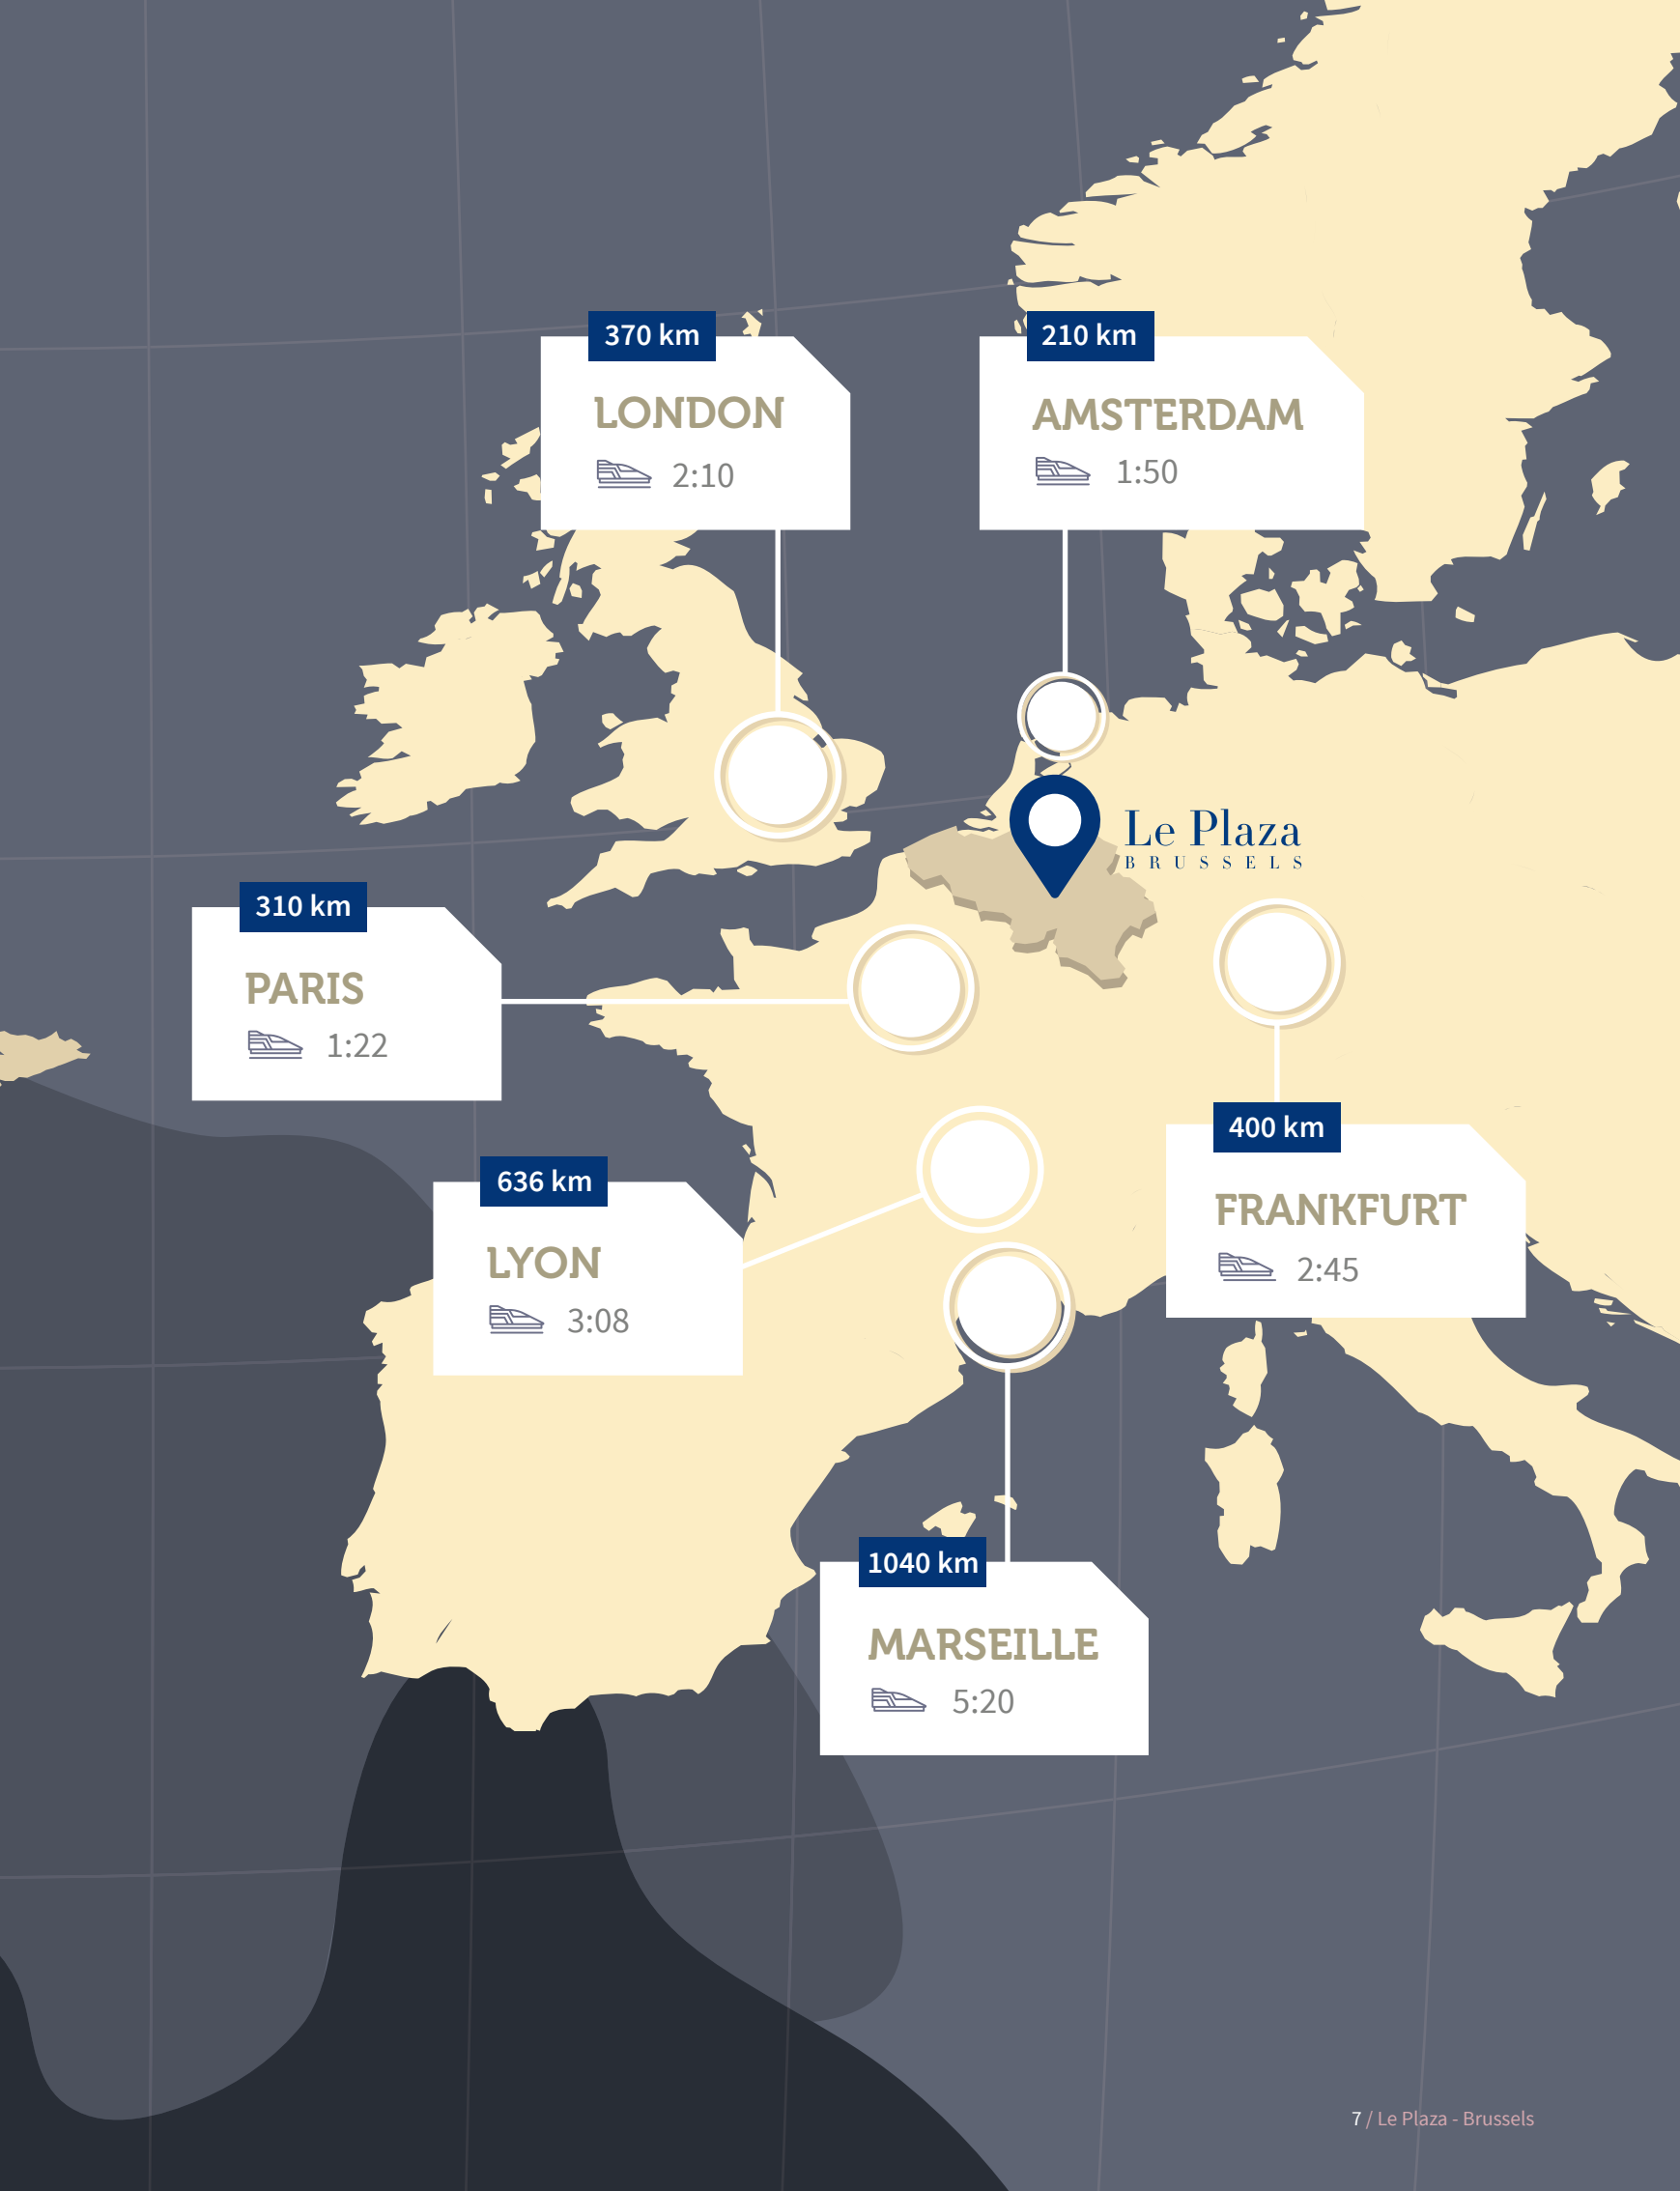 370 km
LONDON
2:10
210 km
AMSTERDAM
1:50
Le Plaza
BRUSSELS
310 km
PARIS
1:22
400 km
FRANKFURT
2:45
636 km
LYON
3:08
1040 km
MARSEILLE
5:20
7 / Le Plaza - Brussels